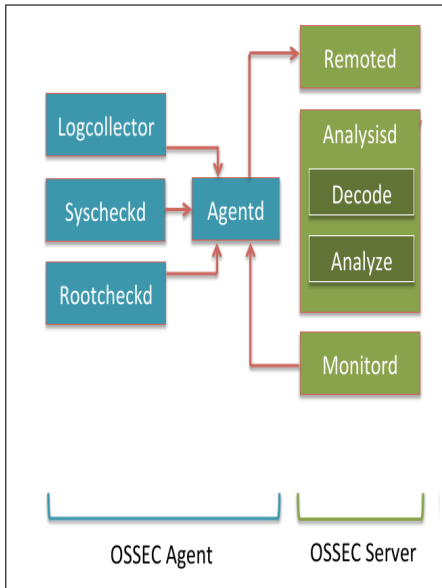 Logcollector
Syscheckd
Rootcheckd
Agentd
Remoted
Analysisd
Decode
Analyze
Monitord
OSSEC Agent
OSSEC Server